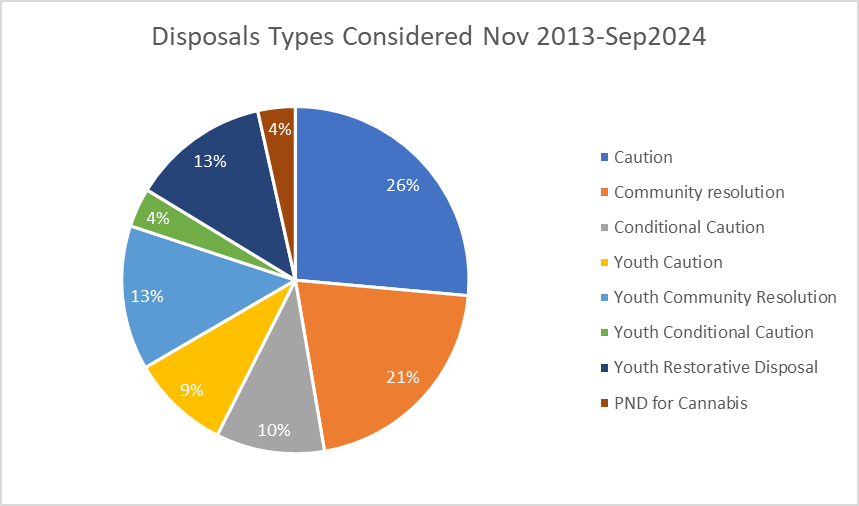 Disposals Types Considered Nov 2013-Sep2024
4%
26%
13%
4%
13%
21%
9%
10%
Caution
Community resolution
Conditional Caution
Youth Caution
Youth Community Resolution
Youth Conditional Caution
Youth Restorative Disposal
PND for Cannabis